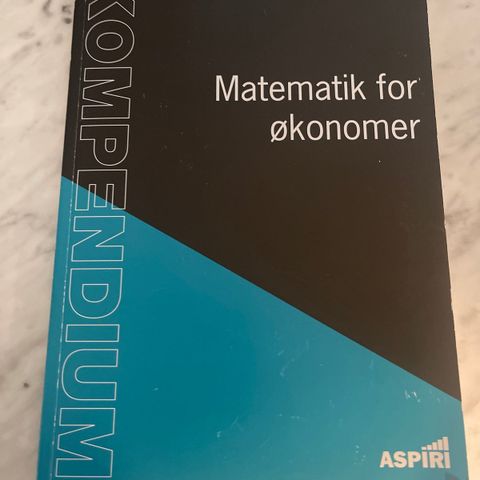 KOMPENDIUM
Matematik for
økonomer
ASPIRI